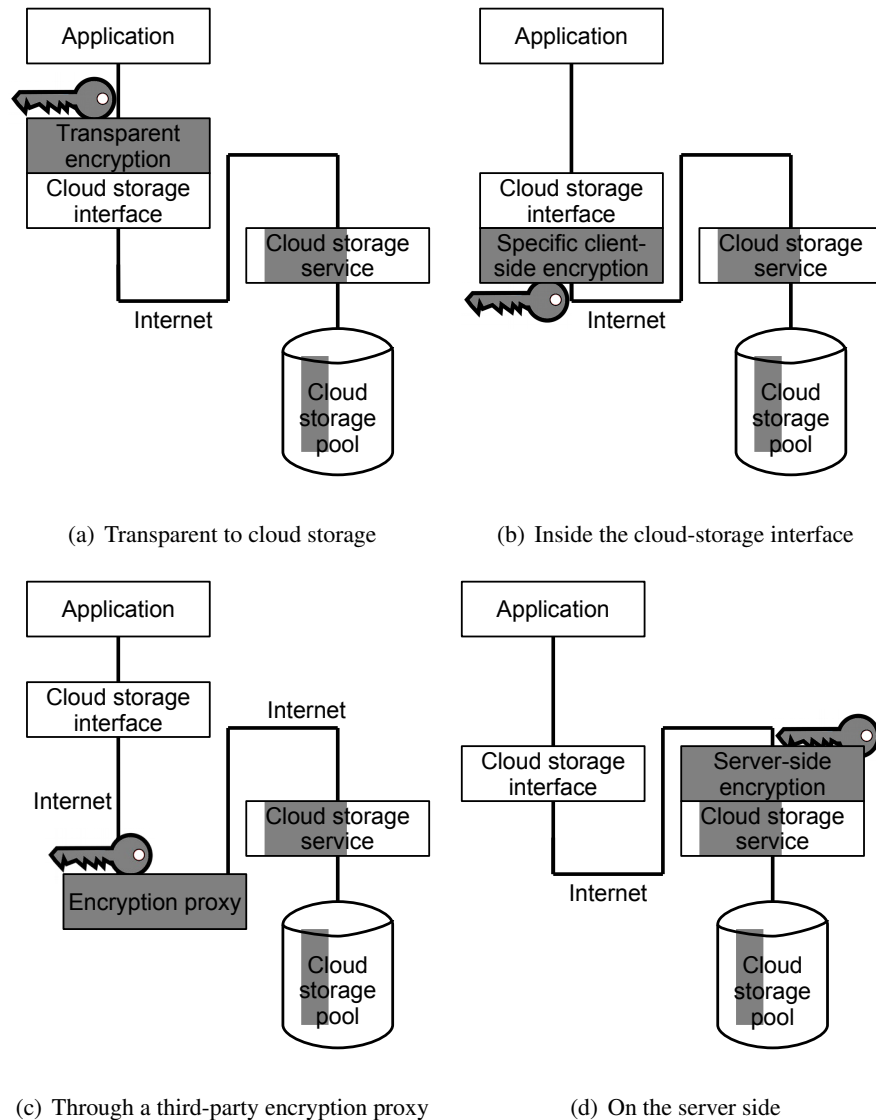 Application
Transparent
encryption
Cloud storage
interface
Internet
Cloud storage
service
Cloud
storage
pool
(a) Transparent to cloud storage
Application
Cloud storage
interface
Specific client-
side encryption
Internet
Cloud storage
service
Cloud
storage
pool
(b) Inside the cloud-storage interface
Application
Cloud storage
interface
Internet
Encryption proxy
Internet
Cloud storage
service
Cloud
storage
pool
(c) Through a third-party encryption proxy
Application
Cloud storage
interface
Internet
Server-side
encryption
Cloud storage
service
Cloud
storage
pool
(d) On the server side